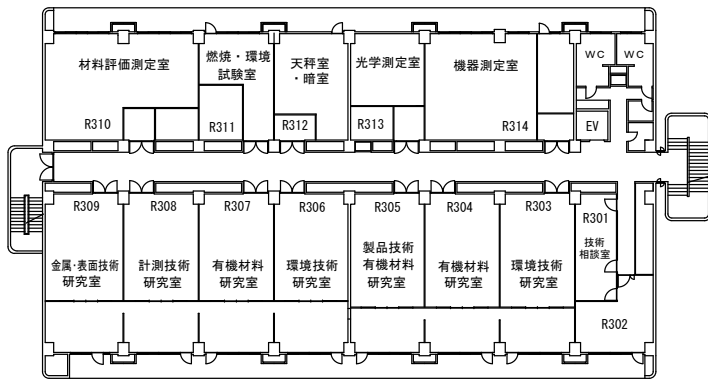 材料評価測定室
R310
燃焼・環境
試験室
R311
天秤室
・暗室
R312
光学測定室
R313
機器測定室
R314
WC
WC
EV
R309
金属・表面技術
研究室
R308
計測技術
研究室
R307
有機材料
研究室
R306
環境技術
研究室
R305
製品技術
有機材料
研究室
R304
有機材料
研究室
R303
環境技術
研究室
R301
技術
相談室
R302